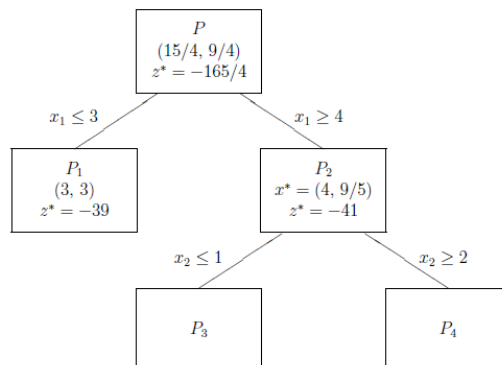 P
(15/4, 9/4)
z* = −165/4
x₁ ≤ 3
x₁ ≥ 4
P₁
(3, 3)
z* = −39
P₂
x* = (4, 9/5)
z* = −41
x₂ ≤ 1
x₂ ≥ 2
P₃
P₄